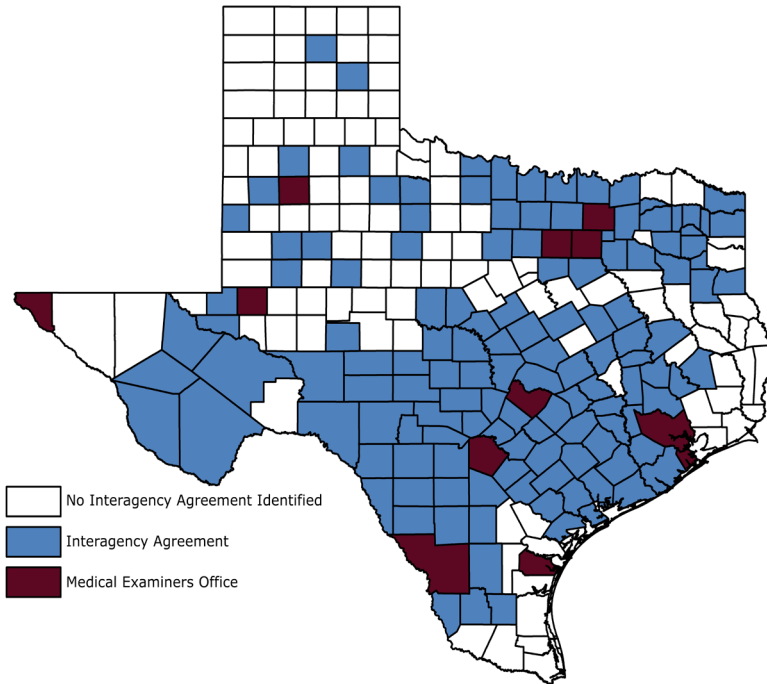 No Interagency Agreement Identified
Interagency Agreement
Medical Examiners Office